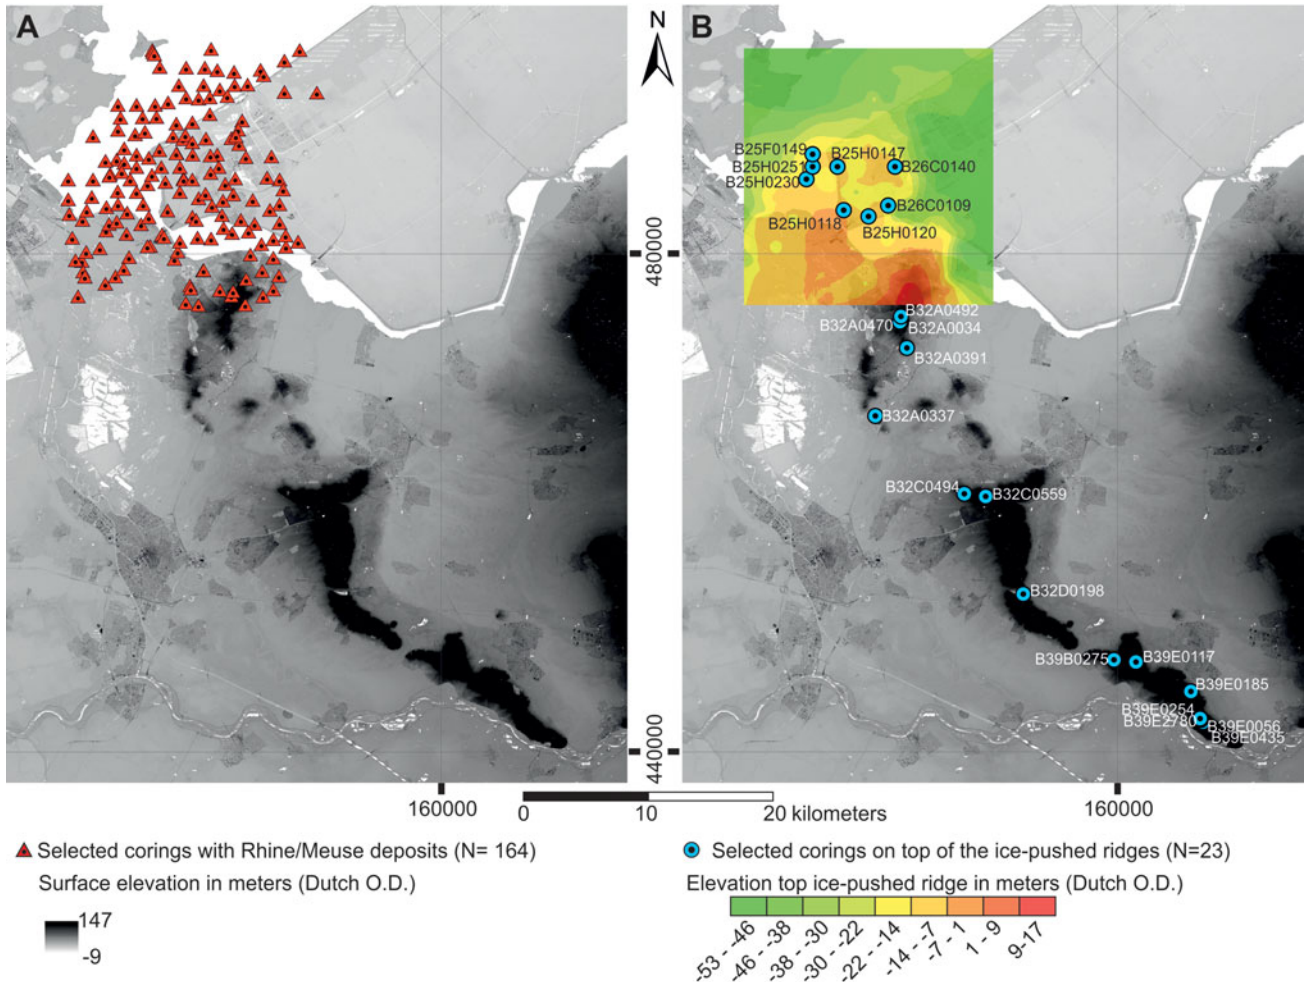 A
N
B
B25F0149
B25H0147
B25H0251
B26C0140
B25H0230
B26C0109
B25H0118
B25H0120
480000
B32A0492
B32A0470
B32A0034
B32A0391
B32A0337
B32C0494
B32C0559
B32D0198
B39B0275
B39E0117
B39E0185
B39E0254
B39E2780
B39E0056
B39E0435
440000
160000
0 10 20 kilometers
160000
Selected corings with Rhine/Meuse deposits (N= 164)
Surface elevation in meters (Dutch O.D.)
147
-9
Selected corings on top of the ice-pushed ridges (N=23)
Elevation top ice-pushed ridge in meters (Dutch O.D.)
-53 - -46
-46 - -38
-38 - -30
-30 - -22
-22 - -14
-14 - -7
-7 - 1
1 - 9
9-17